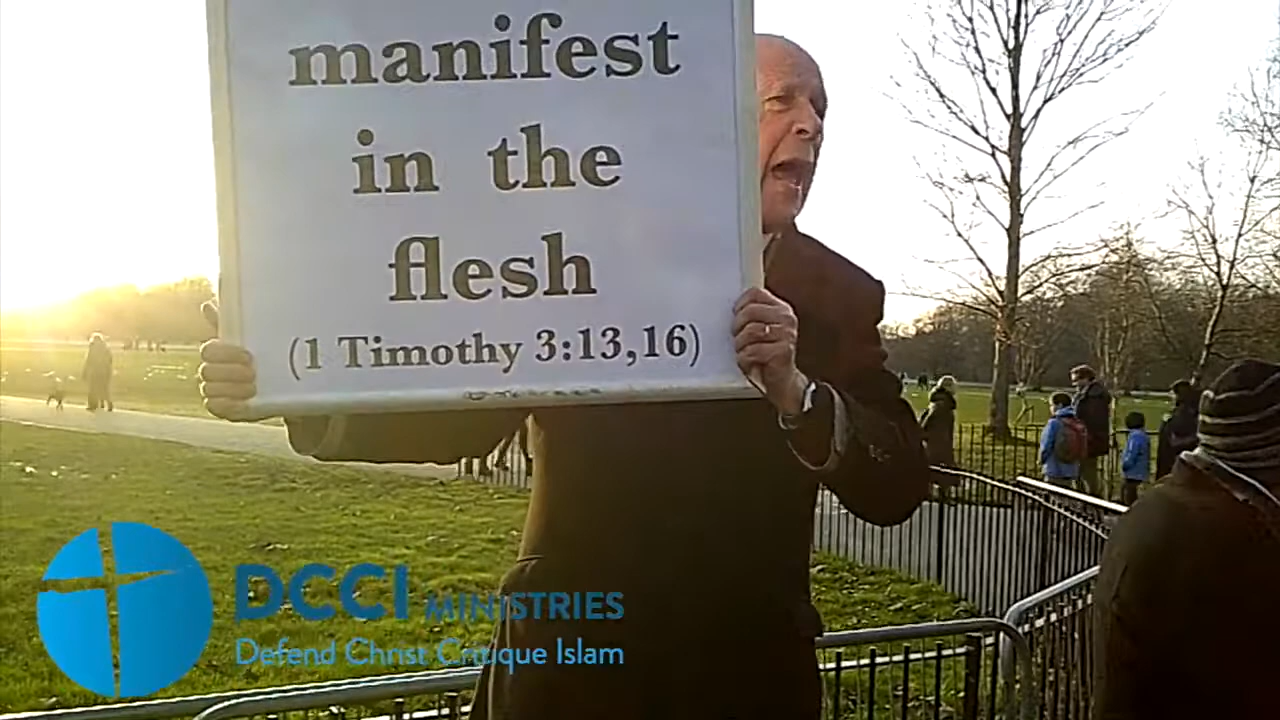 manifest
in the
flesh
(1 Timothy 3:13,16)
DCCI MINISTRIES
Defend Christ Critique Islam